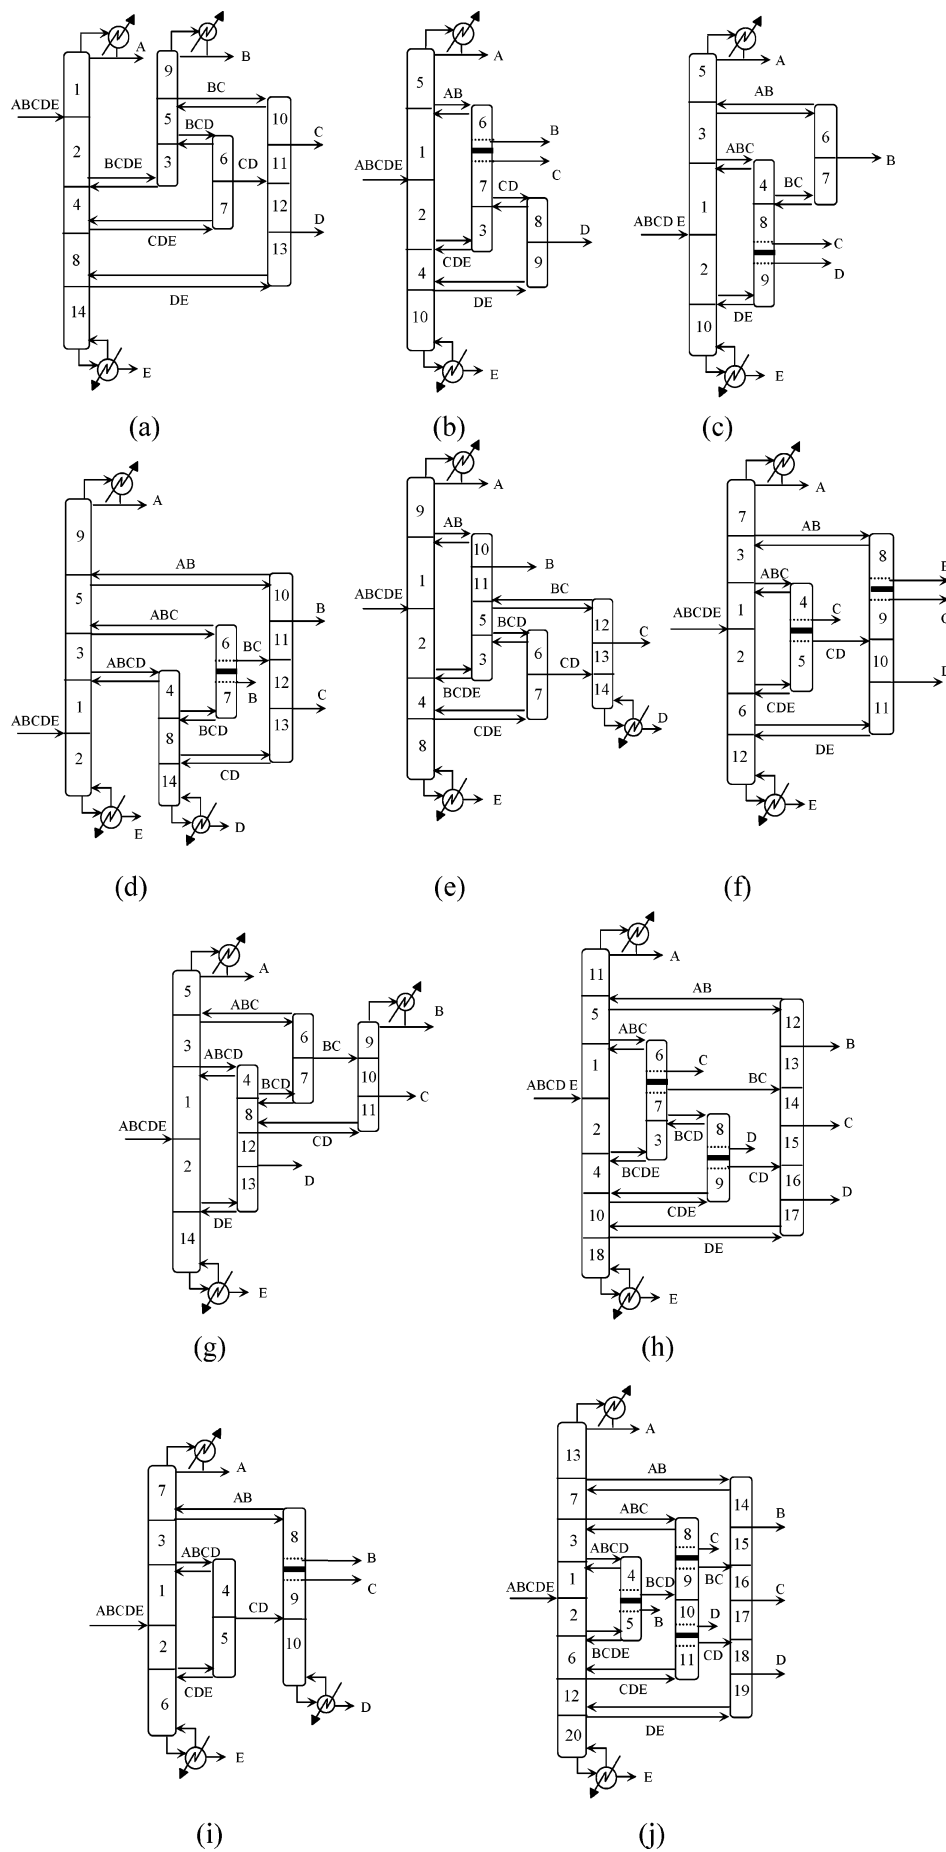 A
B
1
9
ABCDE
BC
10
C
5
BCD
2
6
11
BCDE
3
CD
12
4
7
D
CDE
13
8
DE
14
E
(a)
A
5
AB
6
B
1
C
ABCDE
7
CD
2
8
D
3
CDE
4
9
DE
10
E
(b)
A
5
AB
3
6
B
ABC
7
4
BC
1
8
ABCD E
C
D
2
9
DE
10
E
(c)
A
9
AB
10
B
5
ABC
6
11
3
BC
ABCD
12
B
4
7
C
1
BCD
ABCDE
8
13
2
CD
14
D
E
(d)
A
9
AB
10
B
BC
1
11
12
ABCDE
5
BCD
C
2
6
13
3
CD
BCDE
14
4
7
CDE
D
8
E
(e)
A
7
AB
8
3
ABC
4
C
9
1
ABCDE
CD
2
5
10
D
CDE
6
11
DE
12
E
(f)
A
5
ABC
B
6
9
3
BC
ABCD
10
4
7
BCD
C
1
8
11
ABCDE
CD
12
2
D
13
DE
14
E
(g)
A
11
AB
5
12
ABC
B
6
13
1
C
BC
ABCD E
7
14
C
2
BCD
8
15
3
D
BCDE
CD
4
9
16
D
CDE
10
17
DE
18
E
(h)
A
7
AB
8
3
B
ABCD
C
1
4
9
CD
ABCDE
5
2
10
CDE
6
D
E
(i)
A
13
AB
14
7
ABC
B
8
C
15
3
ABCD
4
BC
1
BCD
9
16
ABCDE
C
2
10
D
17
5
B
BCDE
CD
6
11
18
D
CDE
12
19
DE
20
E
(j)